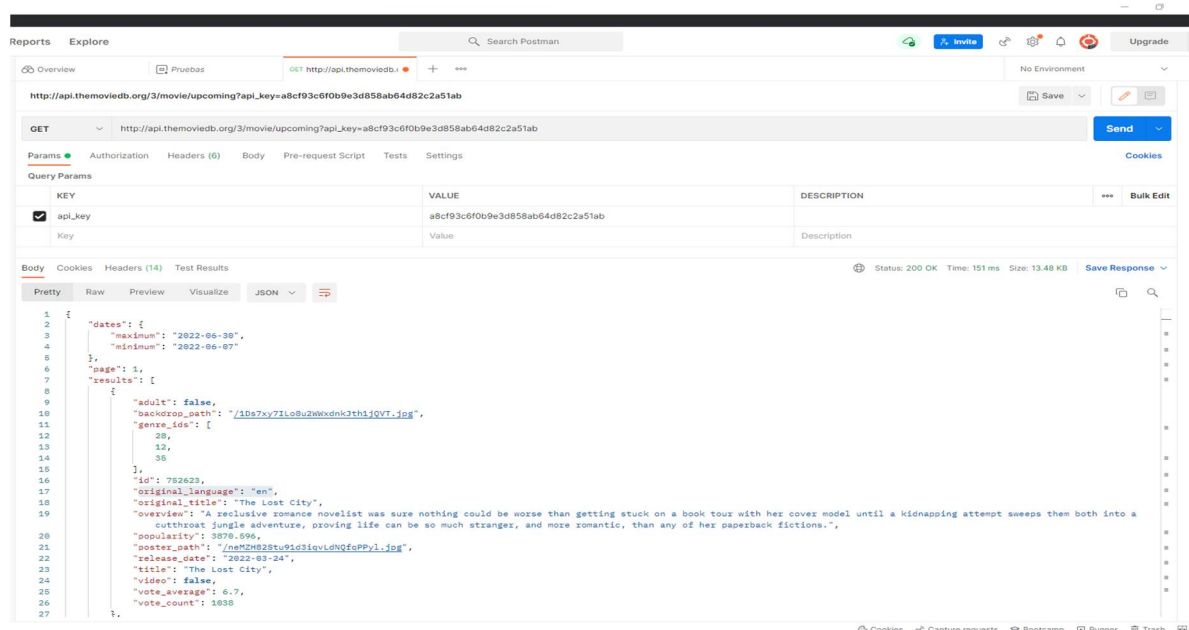 Reports Explore Search Postman Invite Upgrade
Overview Pruebas GET http://api.themoviedb.o + ooo No Environment
http://api.themoviedb.org/3/movie/upcoming?api_key=a8cf93c6f0b9e3d858ab64d82c2a51ab Save
GET http://api.themoviedb.org/3/movie/upcoming?api_key=a8cf93c6f0b9e3d858ab64d82c2a51ab Send
Params Authorization Headers (6) Body Pre-request Script Tests Settings Cookies
Query Params
KEY VALUE DESCRIPTION ooo Bulk Edit
api_key a8cf93c6f0b9e3d858ab64d82c2a51ab
Key Value Description
Body Cookies Headers (14) Test Results Status: 200 OK Time: 151 ms Size: 13.48 KB Save Response
Pretty Raw Preview Visualize JSON
1 {
2 "dates": {
3 "maximum": "2022-06-30",
4 "minimum": "2022-06-07"
5 },
6 "page": 1,
7 "results": [
8 {
9 "adult": false,
10 "backdrop_path": "/1Ds7xy7ILo8u2WWxdnkJth1jQVT.jpg",
11 "genre_ids": [
12 28,
13 12,
14 35
15 ],
16 "id": 752623,
17 "original_language": "en",
18 "original_title": "The Lost City",
19 "overview": "A reclusive romance novelist was sure nothing could be worse than getting stuck on a book tour with her cover model until a kidnapping attempt sweeps them both into a
cutthroat jungle adventure, proving life can be so much stranger, and more romantic, than any of her paperback fictions.",
20 "popularity": 3870.596,
21 "poster_path": "/neMZH82Stu91d3iqvLdNQfoPPyl.jpg",
22 "release_date": "2022-03-24",
23 "title": "The Lost City",
24 "video": false,
25 "vote_average": 6.7,
26 "vote_count": 1038
27 },
Cookies Capture requests Bootcamp Runner Trash